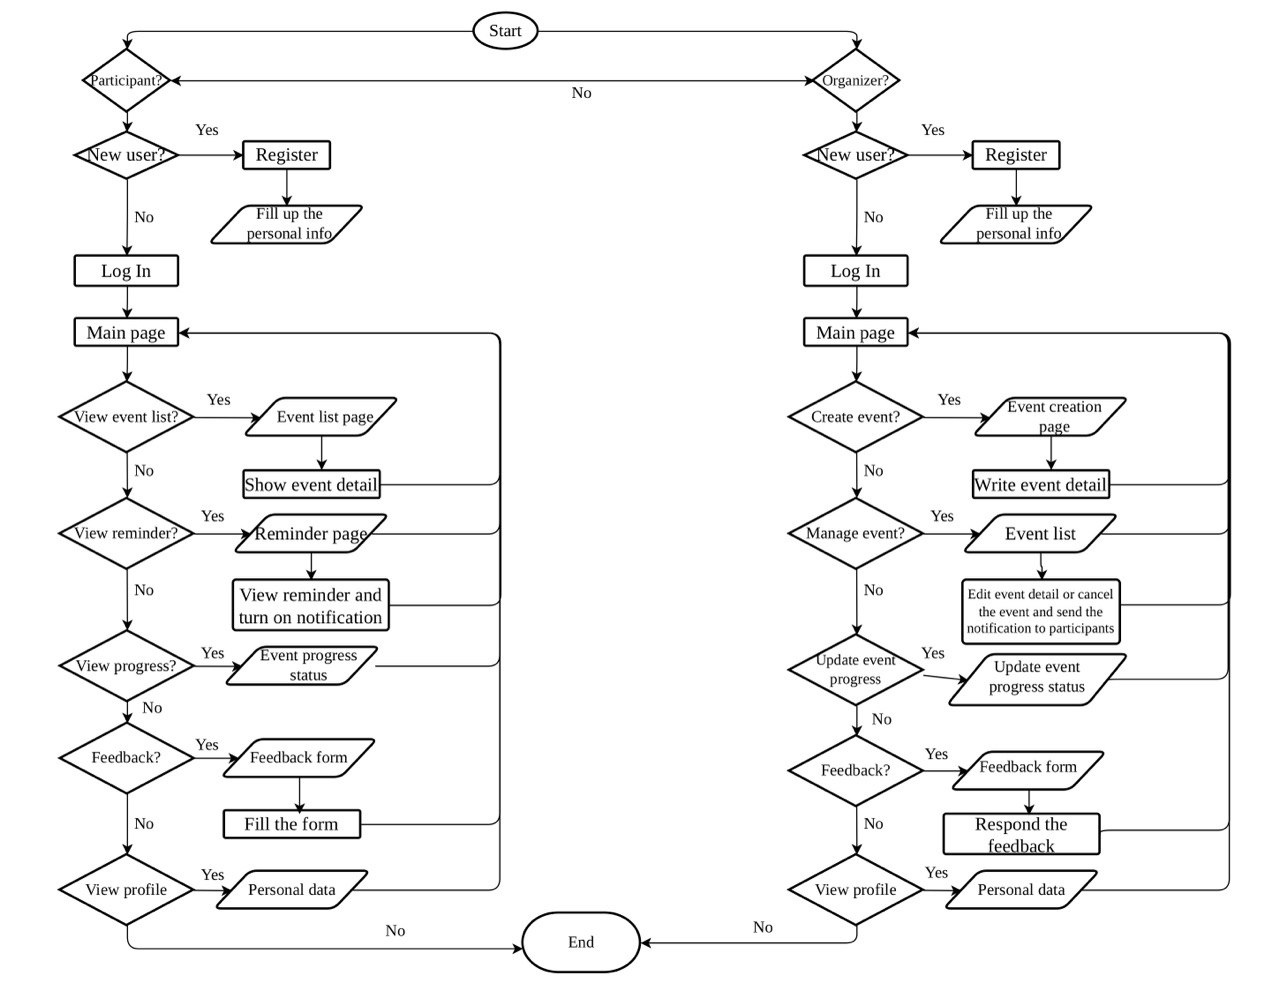 Start
Participant?
Organizer?
No
New user?
Yes
Register
Fill up the
personal info
No
Log In
Main page
View event list?
Yes
Event list page
Show event detail
No
View reminder?
Yes
Reminder page
View reminder and
turn on notification
No
View progress?
Yes
Event progress
status
No
Feedback?
Yes
Feedback form
Fill the form
No
View profile
Yes
Personal data
No
New user?
Yes
Register
Fill up the
personal info
No
Log In
Main page
Create event?
Yes
Event creation
page
Write event detail
No
Manage event?
Yes
Event list
Edit event detail or cancel
the event and send the
notification to participants
No
Update event
progress
Yes
Update event
progress status
No
Feedback?
Yes
Feedback form
Respond the
feedback
No
View profile
Yes
Personal data
No
End